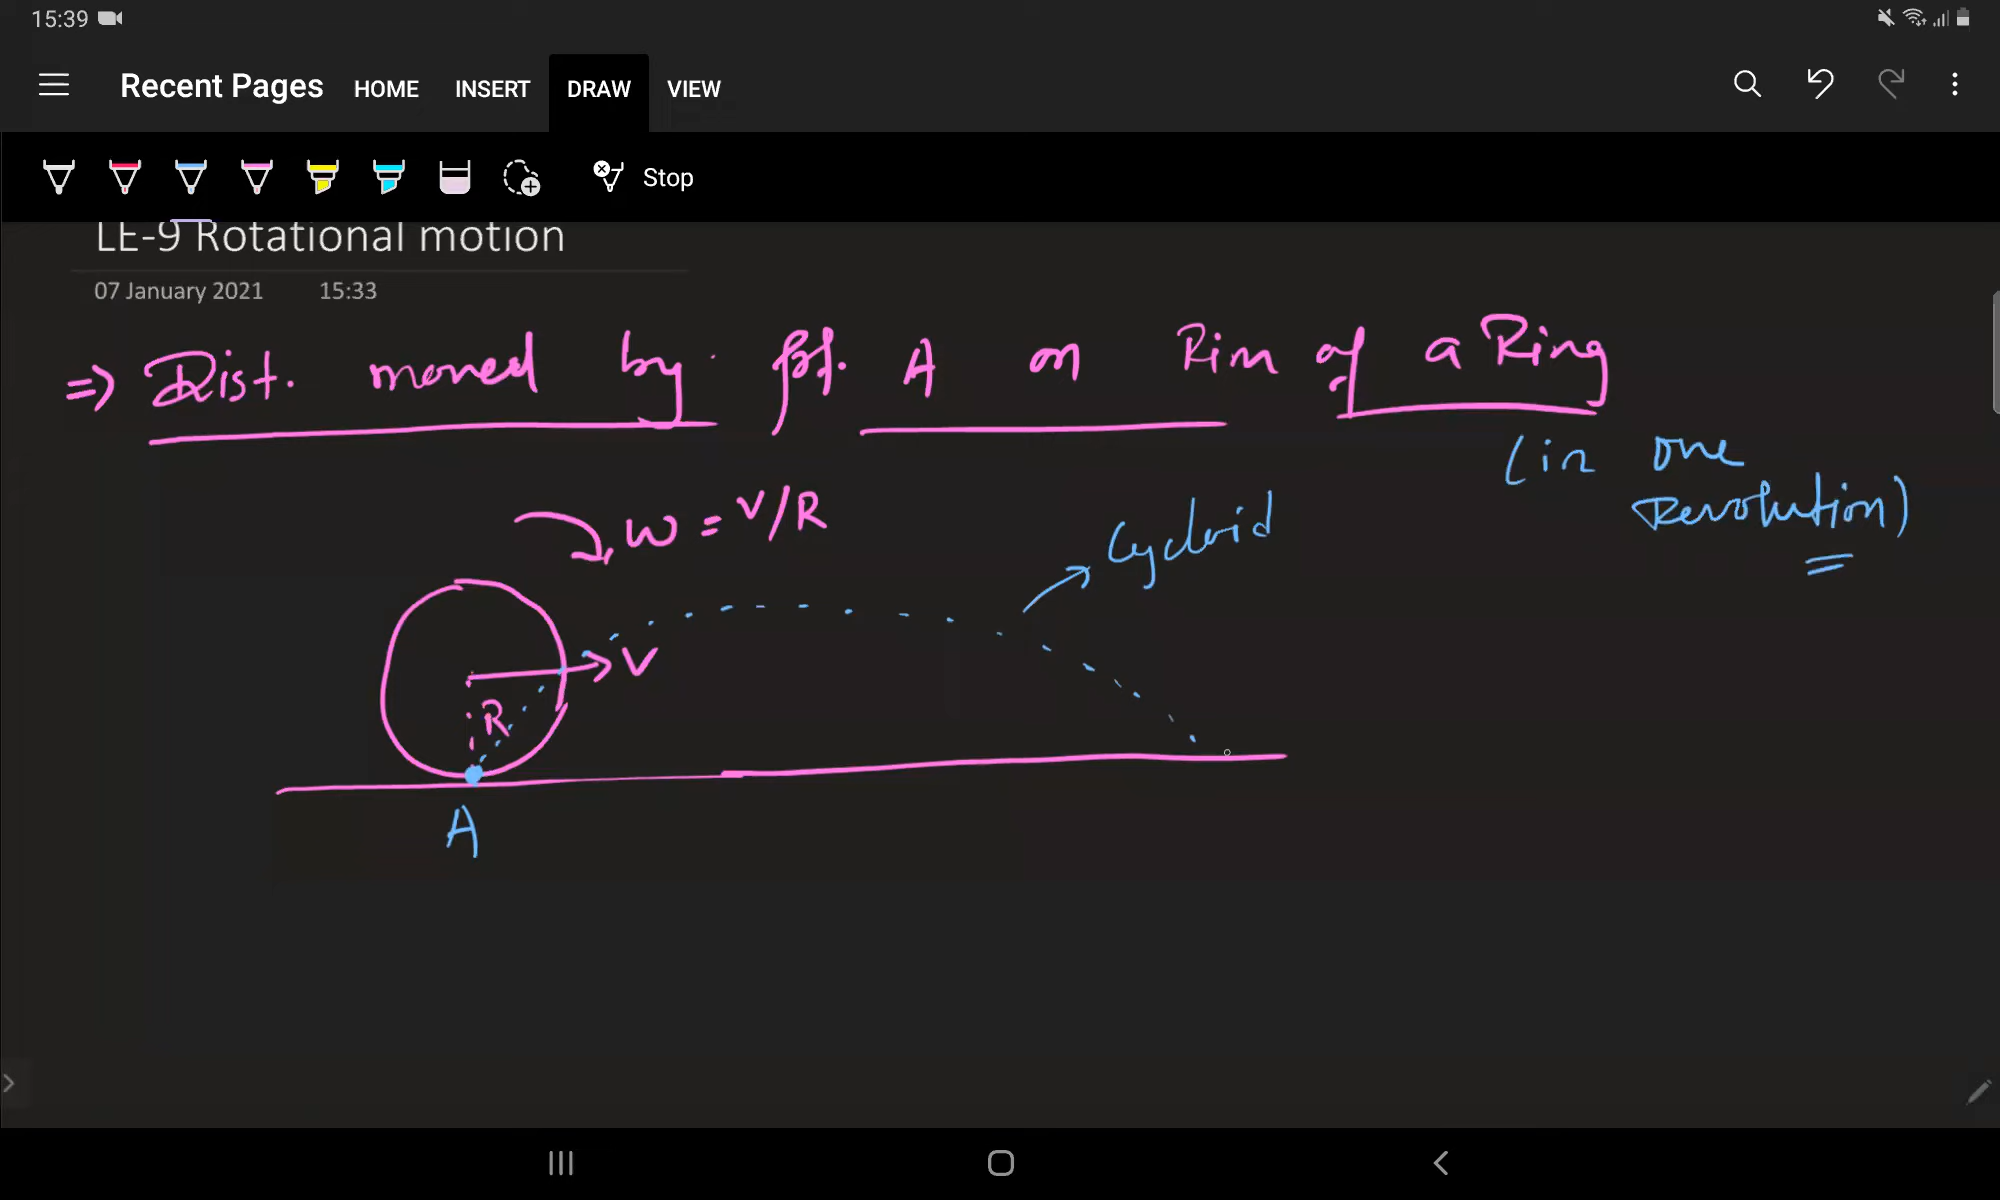 15:39
Recent Pages HOME INSERT DRAW VIEW
Stop
LE-9 Rotational motion
07 January 2021 15:33
=> Dist. moved by pt. A on Rim of a Ring
(in one
Revolution)
ω = V/R
Cycloid
V
R
A